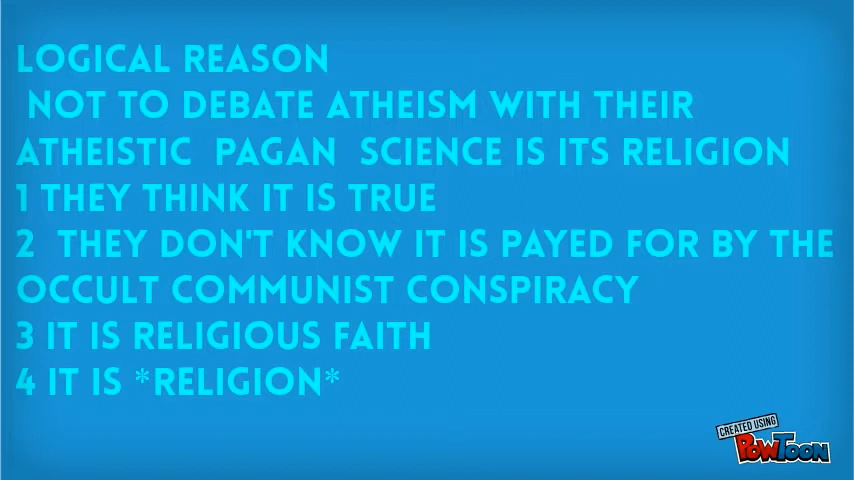 LOGICAL REASON
NOT TO DEBATE ATHEISM WITH THEIR
ATHEISTIC PAGAN SCIENCE IS ITS RELIGION
1 THEY THINK IT IS TRUE
2 THEY DON'T KNOW IT IS PAYED FOR BY THE
OCCULT COMMUNIST CONSPIRACY
3 IT IS RELIGIOUS FAITH
4 IT IS *RELIGION*
CREATED USING
POWTOON